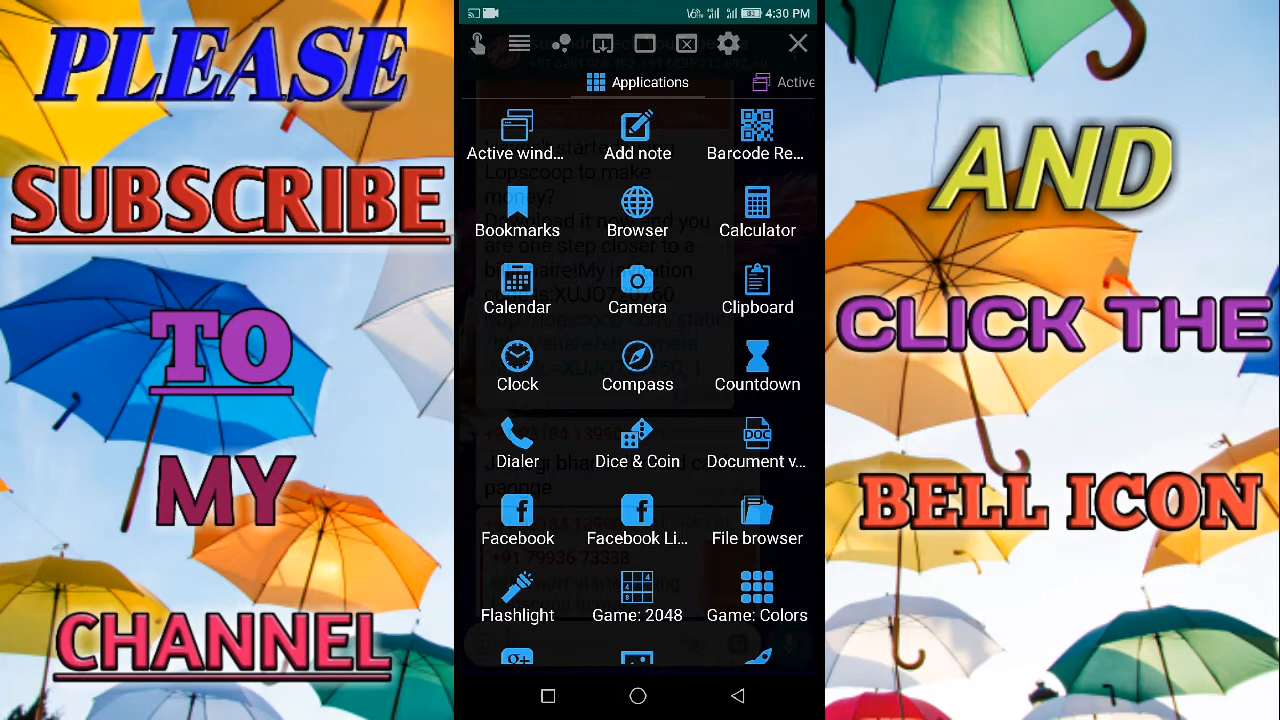 PLEASE
SUBSCRIBE
TO
MY
CHANNEL
4:30 PM
Applications
Active
Active wind...
Add note
Barcode Re...
Bookmarks
Browser
Calculator
Calendar
Camera
Clipboard
Clock
Compass
Countdown
Dialer
Dice & Coin
Document v...
Facebook
Facebook Li...
File browser
Flashlight
Game: 2048
Game: Colors
AND
CLICK THE
BELL ICON